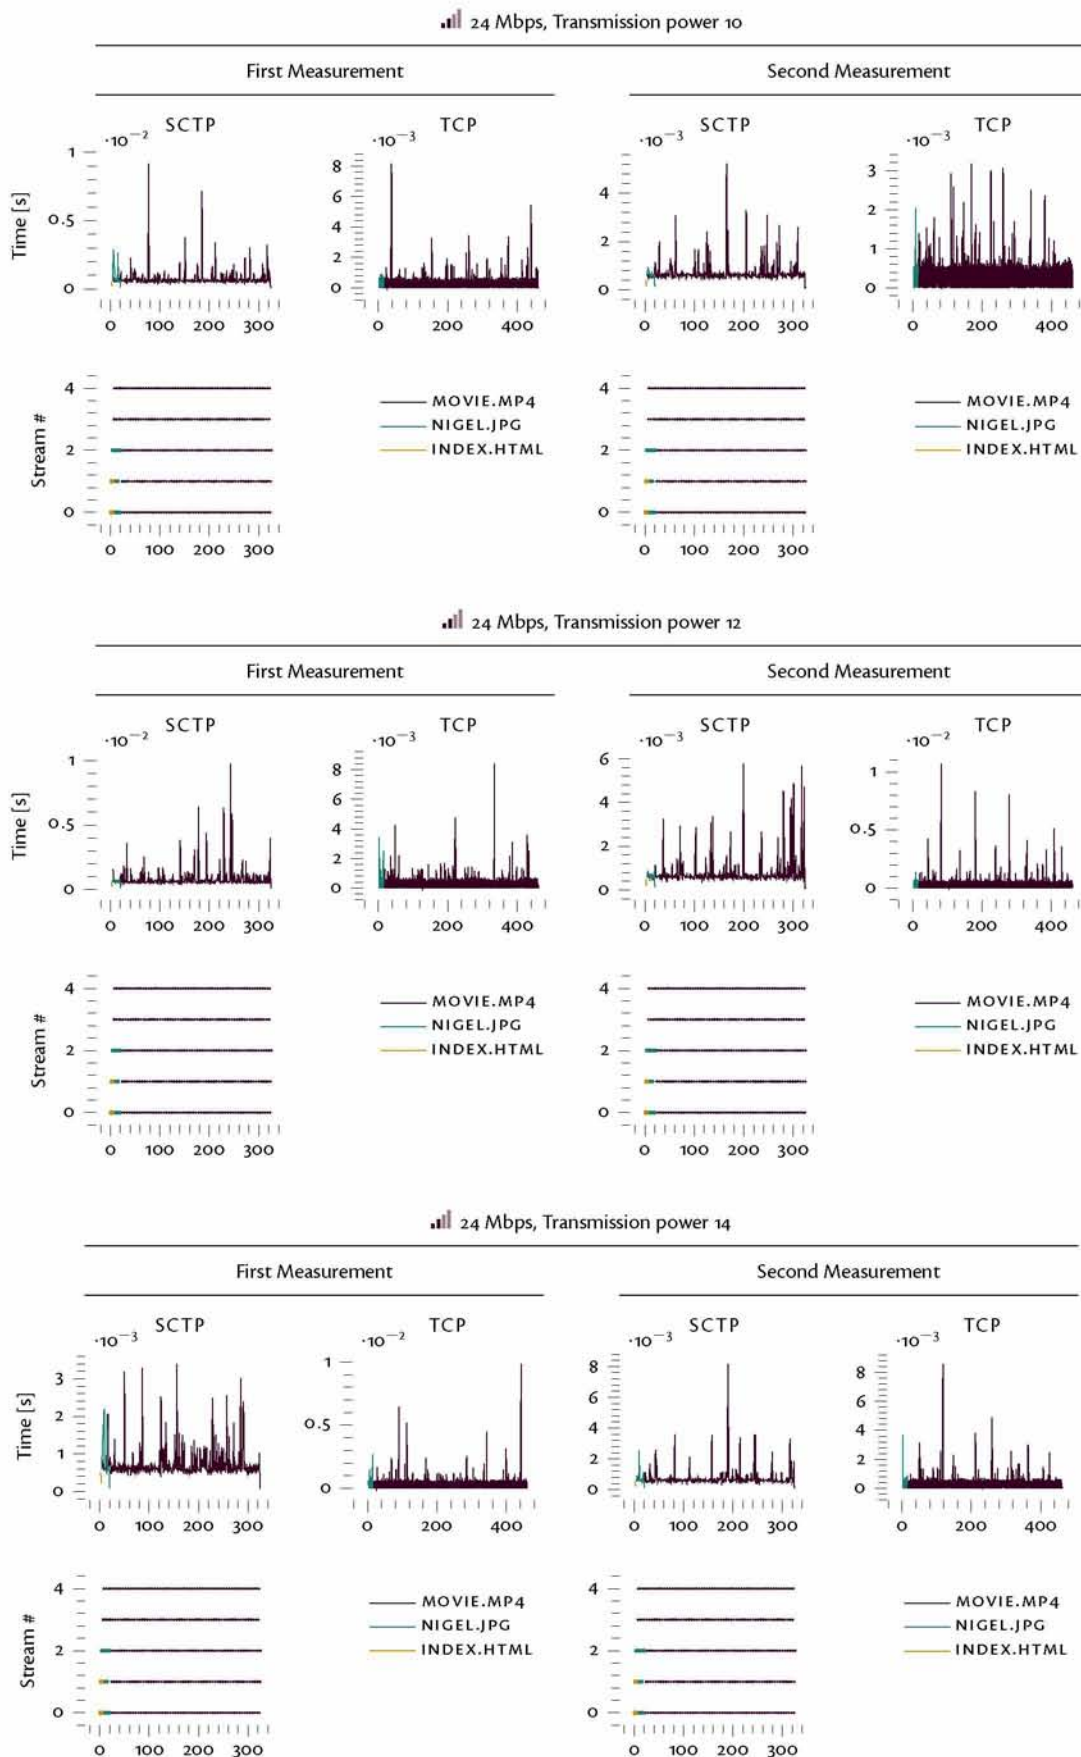 24 Mbps, Transmission power 10
First Measurement
Second Measurement
SCTP
TCP
SCTP
TCP
·10−2
·10−3
·10−3
·10−3
Time [s]
1
0.5
0
0 100 200 300
8
6
4
2
0
0 200 400
4
2
0
0 100 200 300
3
2
1
0
0 200 400
Stream #
4
2
0
0 100 200 300
MOVIE.MP4
NIGEL.JPG
INDEX.HTML
4
2
0
0 100 200 300
MOVIE.MP4
NIGEL.JPG
INDEX.HTML
24 Mbps, Transmission power 12
First Measurement
Second Measurement
SCTP
TCP
SCTP
TCP
·10−2
·10−3
·10−3
·10−2
Time [s]
1
0.5
0
0 100 200 300
8
6
4
2
0
0 200 400
6
4
2
0
0 100 200 300
1
0.5
0
0 200 400
Stream #
4
2
0
0 100 200 300
MOVIE.MP4
NIGEL.JPG
INDEX.HTML
4
2
0
0 100 200 300
MOVIE.MP4
NIGEL.JPG
INDEX.HTML
24 Mbps, Transmission power 14
First Measurement
Second Measurement
SCTP
TCP
SCTP
TCP
·10−3
·10−2
·10−3
·10−3
Time [s]
3
2
1
0
0 100 200 300
1
0.5
0
0 200 400
8
6
4
2
0
0 100 200 300
8
6
4
2
0
0 200 400
Stream #
4
2
0
0 100 200 300
MOVIE.MP4
NIGEL.JPG
INDEX.HTML
4
2
0
0 100 200 300
MOVIE.MP4
NIGEL.JPG
INDEX.HTML